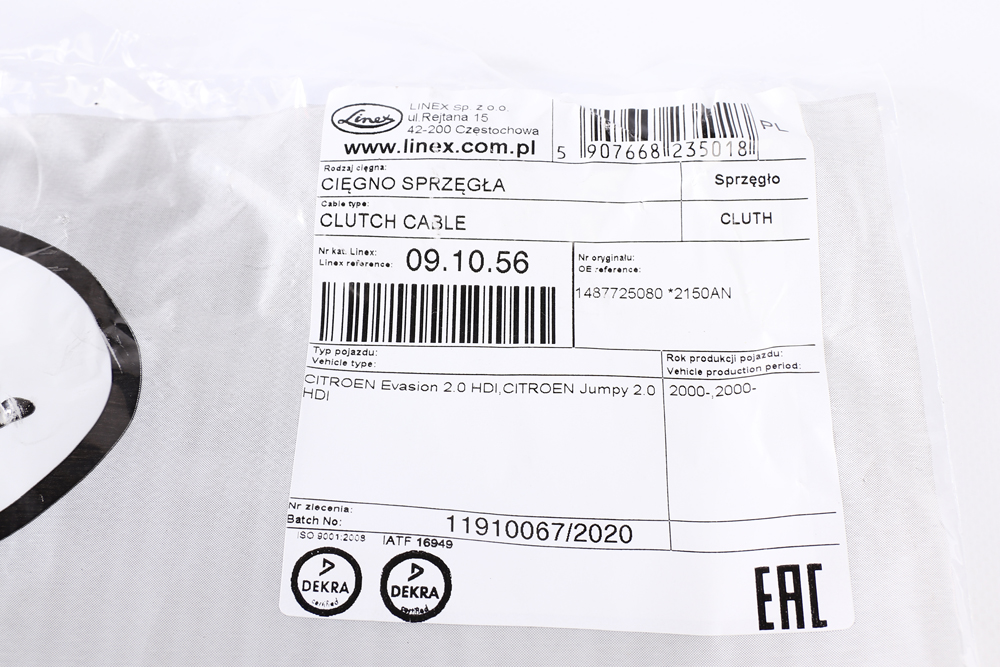 Linex
LINEX Sp. z o.o.
ul.Rejtana 15
42-200 Częstochowa
www.linex.com.pl
5 907668 235018
PL
Rodzaj cięgna:
CIĘGNO SPRZĘGŁA
Sprzęgło
Cable type:
CLUTCH CABLE
CLUTH
Nr kat. Linex:
Linex reference:
09.10.56
Nr oryginału:
OE reference:
1487725080 *2150AN
Typ pojazdu:
Vehicle type:
Rok produkcji pojazdu:
Vehicle production period:
CITROEN Evasion 2.0 HDI,CITROEN Jumpy 2.0
HDI
2000-,2000-
Nr zlecenia:
Batch No:
11910067/2020
ISO 9001:2008
IATF 16949
DEKRA
certified
DEKRA
certified
EAC